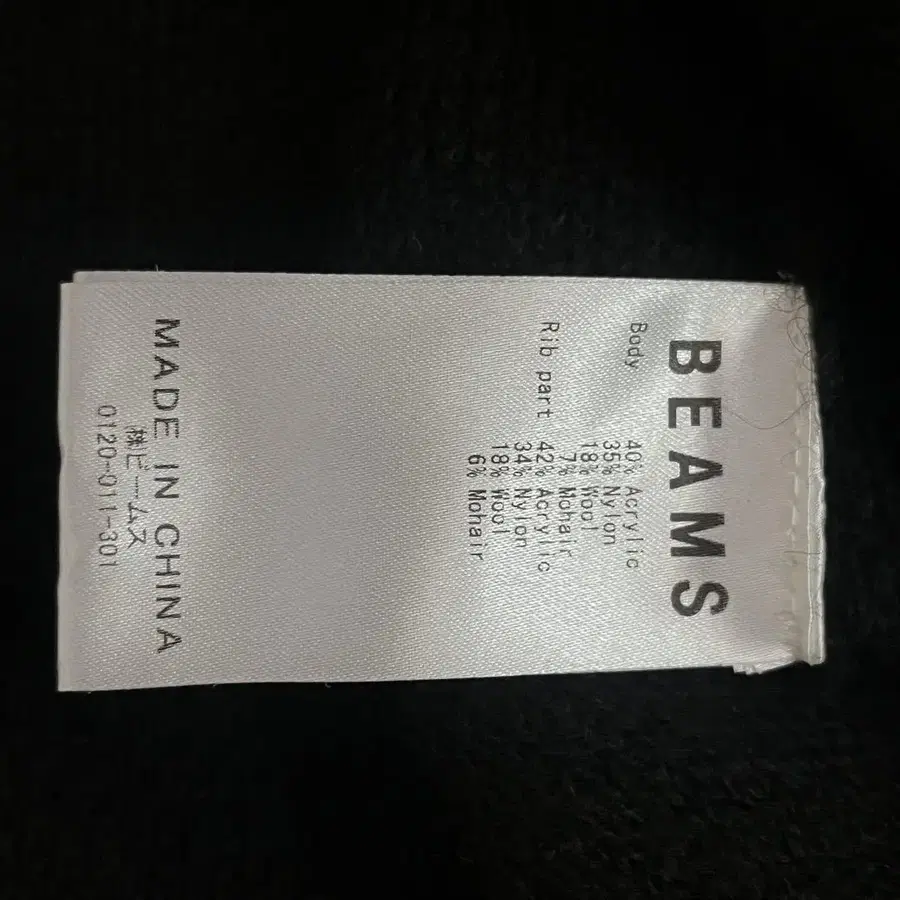 BEAMS
Body 40% Acrylic
35% Nylon
18% Wool
7% Mohair
Rib part 42% Acrylic
34% Nylon
18% Wool
6% Mohair
MADE IN CHINA
㈱ビームス
0120-011-301